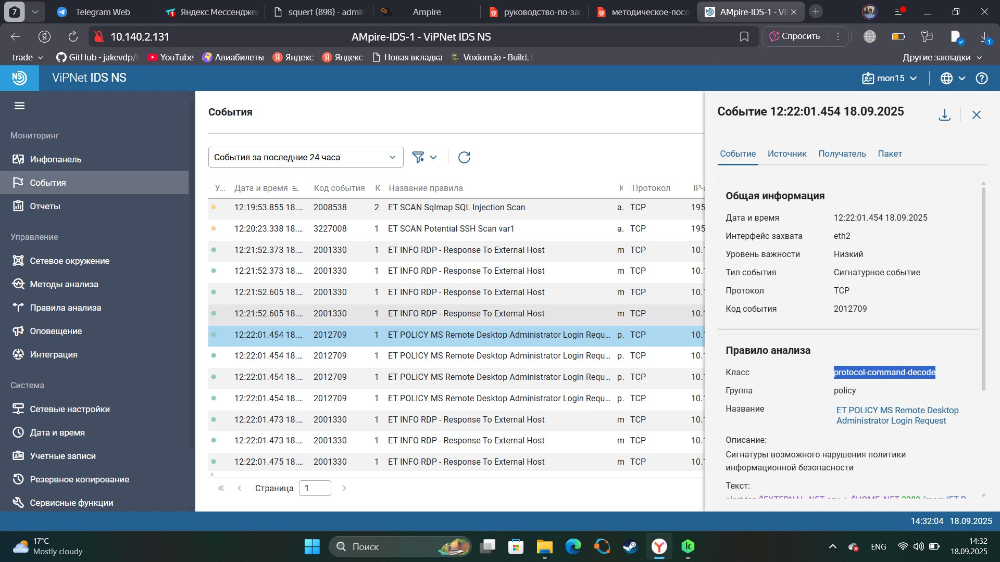 7
Telegram Web
Яндекс Мессендже
squert (898) - admin
Ampire
руководство-по-за
методическое-посо
AMpire-IDS-1 - Vi
10.140.2.131
AMpire-IDS-1 - ViPNet IDS NS
Спросить
1
trade
GitHub - jakevdp/
YouTube
Авиабилеты
Яндекс
Яндекс
Новая вкладка
Voxiom.io - Build,
Другие закладки
NS
ViPNet IDS NS
mon15
Мониторинг
Инфопанель
События
Отчеты
Управление
Сетевое окружение
Методы анализа
Правила анализа
Оповещение
Интеграция
Система
Сетевые настройки
Дата и время
Учетные записи
Резервное копирование
Сервисные функции
События
События за последние 24 часа
У... Дата и время Код события К Название правила К Протокол IP-а
12:19:53.855 18.... 2008538 2 ET SCAN Sqlmap SQL Injection Scan a. TCP 195
12:20:23.338 18.... 3227008 1 ET SCAN Potential SSH Scan var1 a. TCP 195
12:21:52.373 18.... 2001330 1 ET INFO RDP - Response To External Host m TCP 10.1
12:21:52.373 18.... 2001330 1 ET INFO RDP - Response To External Host m TCP 10.1
12:21:52.605 18.... 2001330 1 ET INFO RDP - Response To External Host m TCP 10.1
12:21:52.605 18.... 2001330 1 ET INFO RDP - Response To External Host m TCP 10.1
12:22:01.454 18.... 2012709 1 ET POLICY MS Remote Desktop Administrator Login Requ... p. TCP 10.1
12:22:01.454 18.... 2012709 1 ET POLICY MS Remote Desktop Administrator Login Requ... p. TCP 10.1
12:22:01.454 18.... 2012709 1 ET POLICY MS Remote Desktop Administrator Login Requ... p. TCP 10.1
12:22:01.454 18.... 2012709 1 ET POLICY MS Remote Desktop Administrator Login Requ... p. TCP 10.1
12:22:01.473 18.... 2001330 1 ET INFO RDP - Response To External Host m TCP 10.1
12:22:01.473 18.... 2001330 1 ET INFO RDP - Response To External Host m TCP 10.1
12:22:01.475 18.... 2001330 1 ET INFO RDP - Response To External Host m TCP 10.1
Страница 1
Событие 12:22:01.454 18.09.2025
Событие Источник Получатель Пакет
Общая информация
Дата и время 12:22:01.454 18.09.2025
Интерфейс захвата eth2
Уровень важности Низкий
Тип события Сигнатурное событие
Протокол TCP
Код события 2012709
Правило анализа
Класс protocol-command-decode
Группа policy
Название ET POLICY MS Remote Desktop
Administrator Login Request
Описание:
Сигнатуры возможного нарушения политики
информационной безопасности
Текст:
14:32:04 18.09.2025
17°C
Mostly cloudy
Поиск
ENG
14:32
18.09.2025